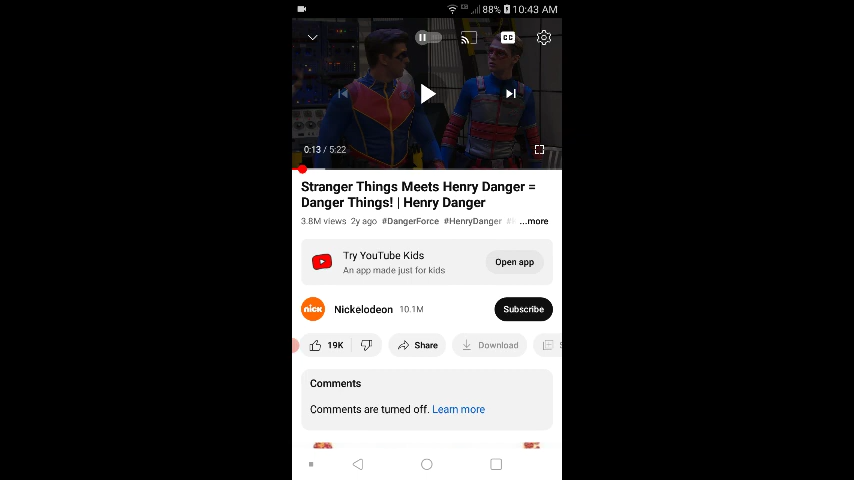 88% 10:43 AM
CC
0:13 / 5:22
Stranger Things Meets Henry Danger =
Danger Things! | Henry Danger
3.8M views 2y ago #DangerForce #HenryDanger ...more
Try YouTube Kids
An app made just for kids
Open app
nick Nickelodeon 10.1M Subscribe
19K Share Download
Comments
Comments are turned off. Learn more